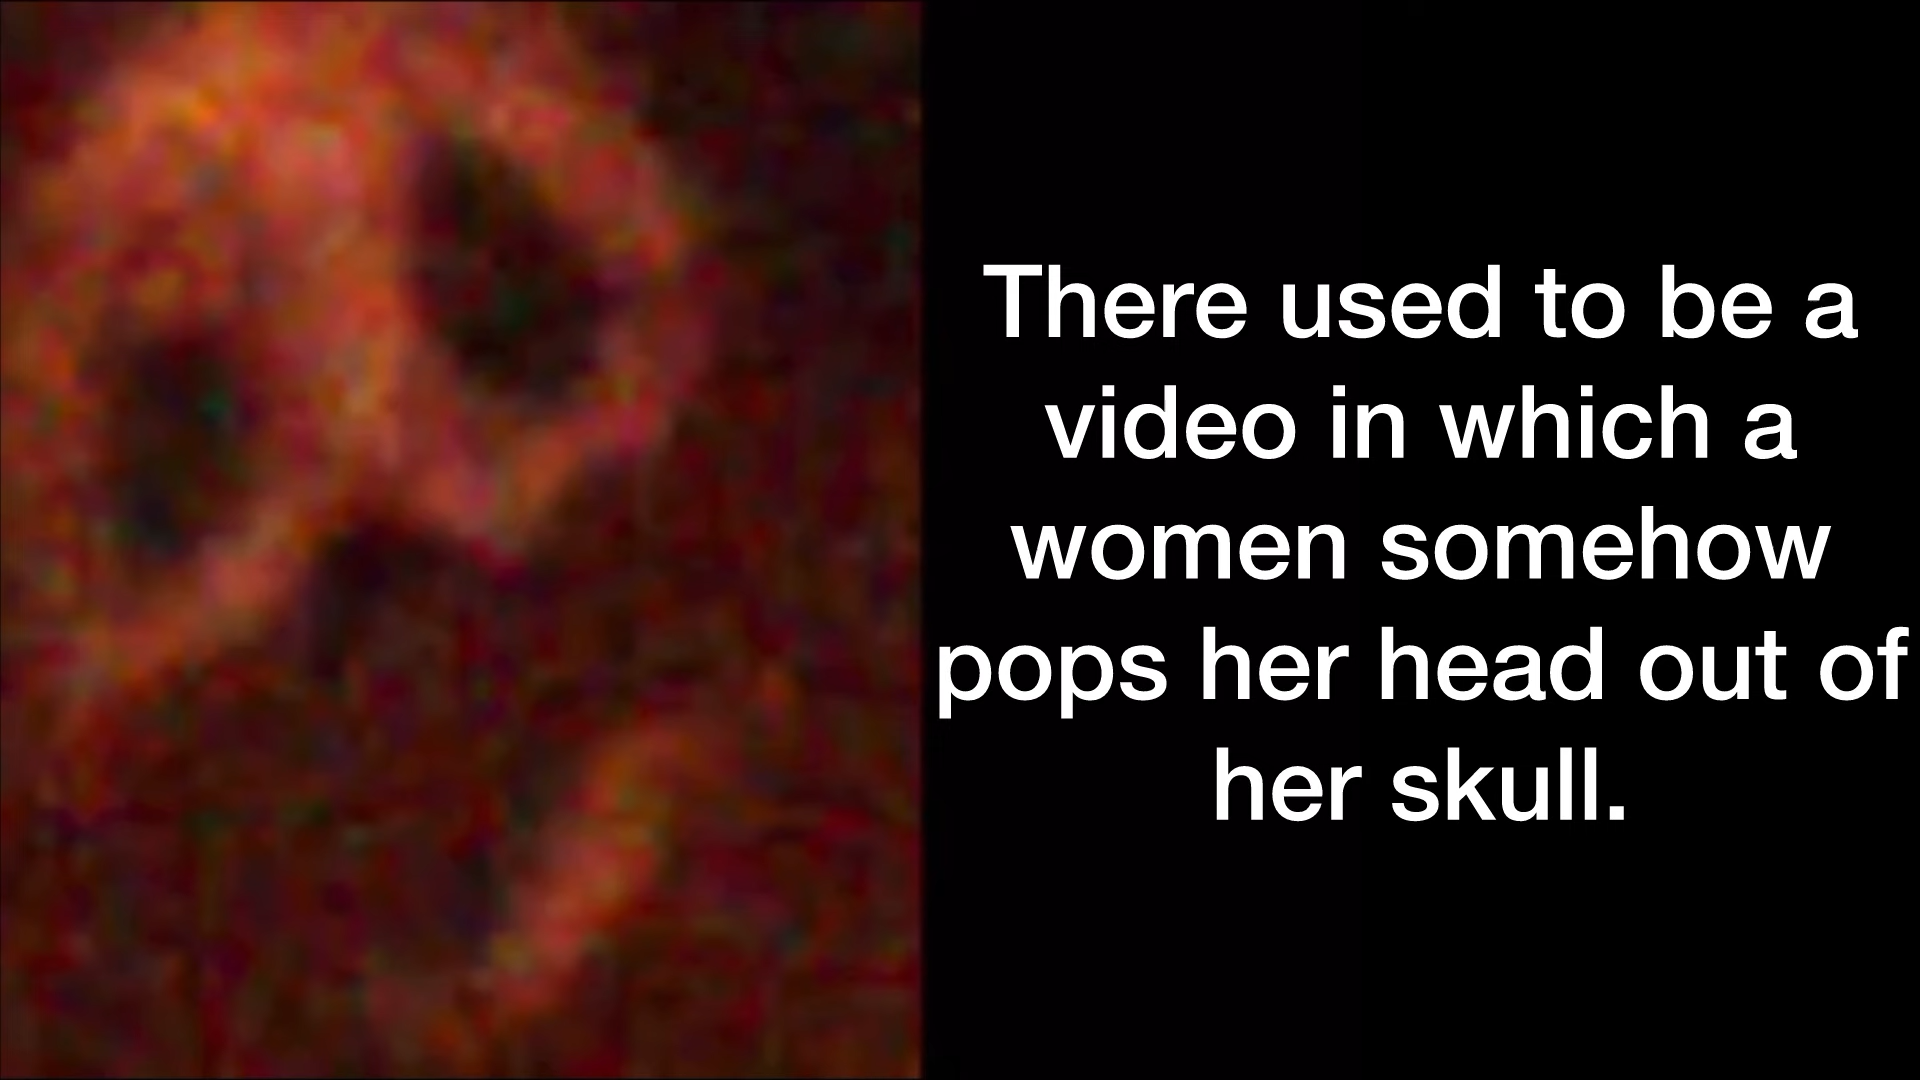 There used to be a
video in which a
women somehow
pops her head out of
her skull.